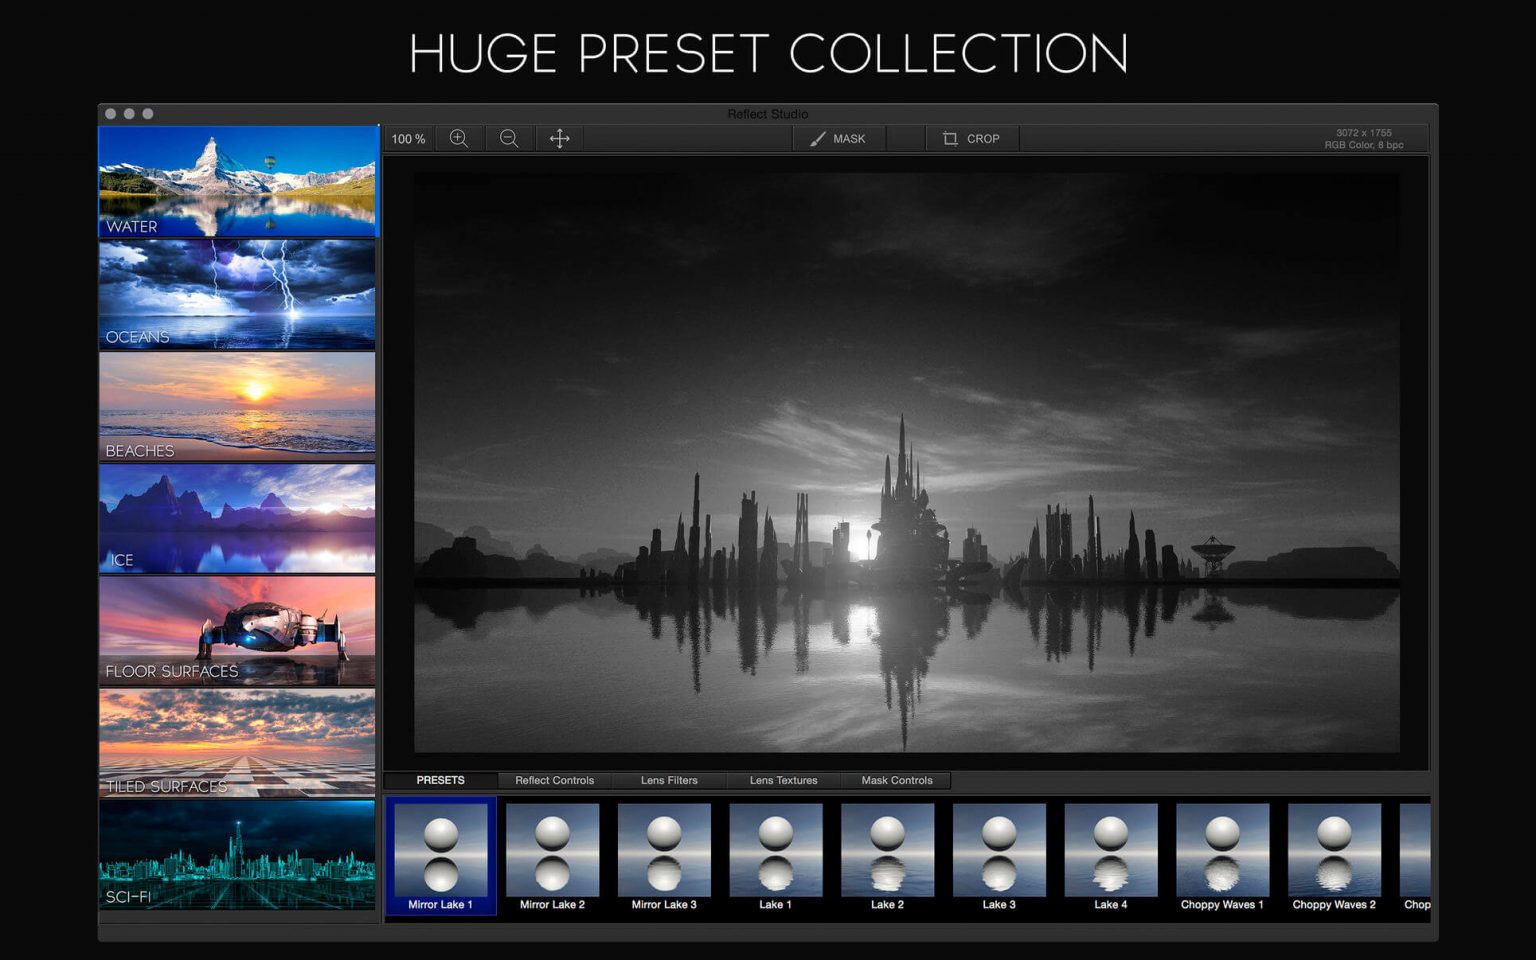 HUGE PRESET COLLECTION
Reflect Studio
100 %
MASK
CROP
3072 x 1755
RGB Color, 8 bpc
WATER
OCEANS
BEACHES
ICE
FLOOR SURFACES
TILED SURFACES
SCI-FI
PRESETS
Reflect Controls
Lens Filters
Lens Textures
Mask Controls
Mirror Lake 1
Mirror Lake 2
Mirror Lake 3
Lake 1
Lake 2
Lake 3
Lake 4
Choppy Waves 1
Choppy Waves 2
Chop